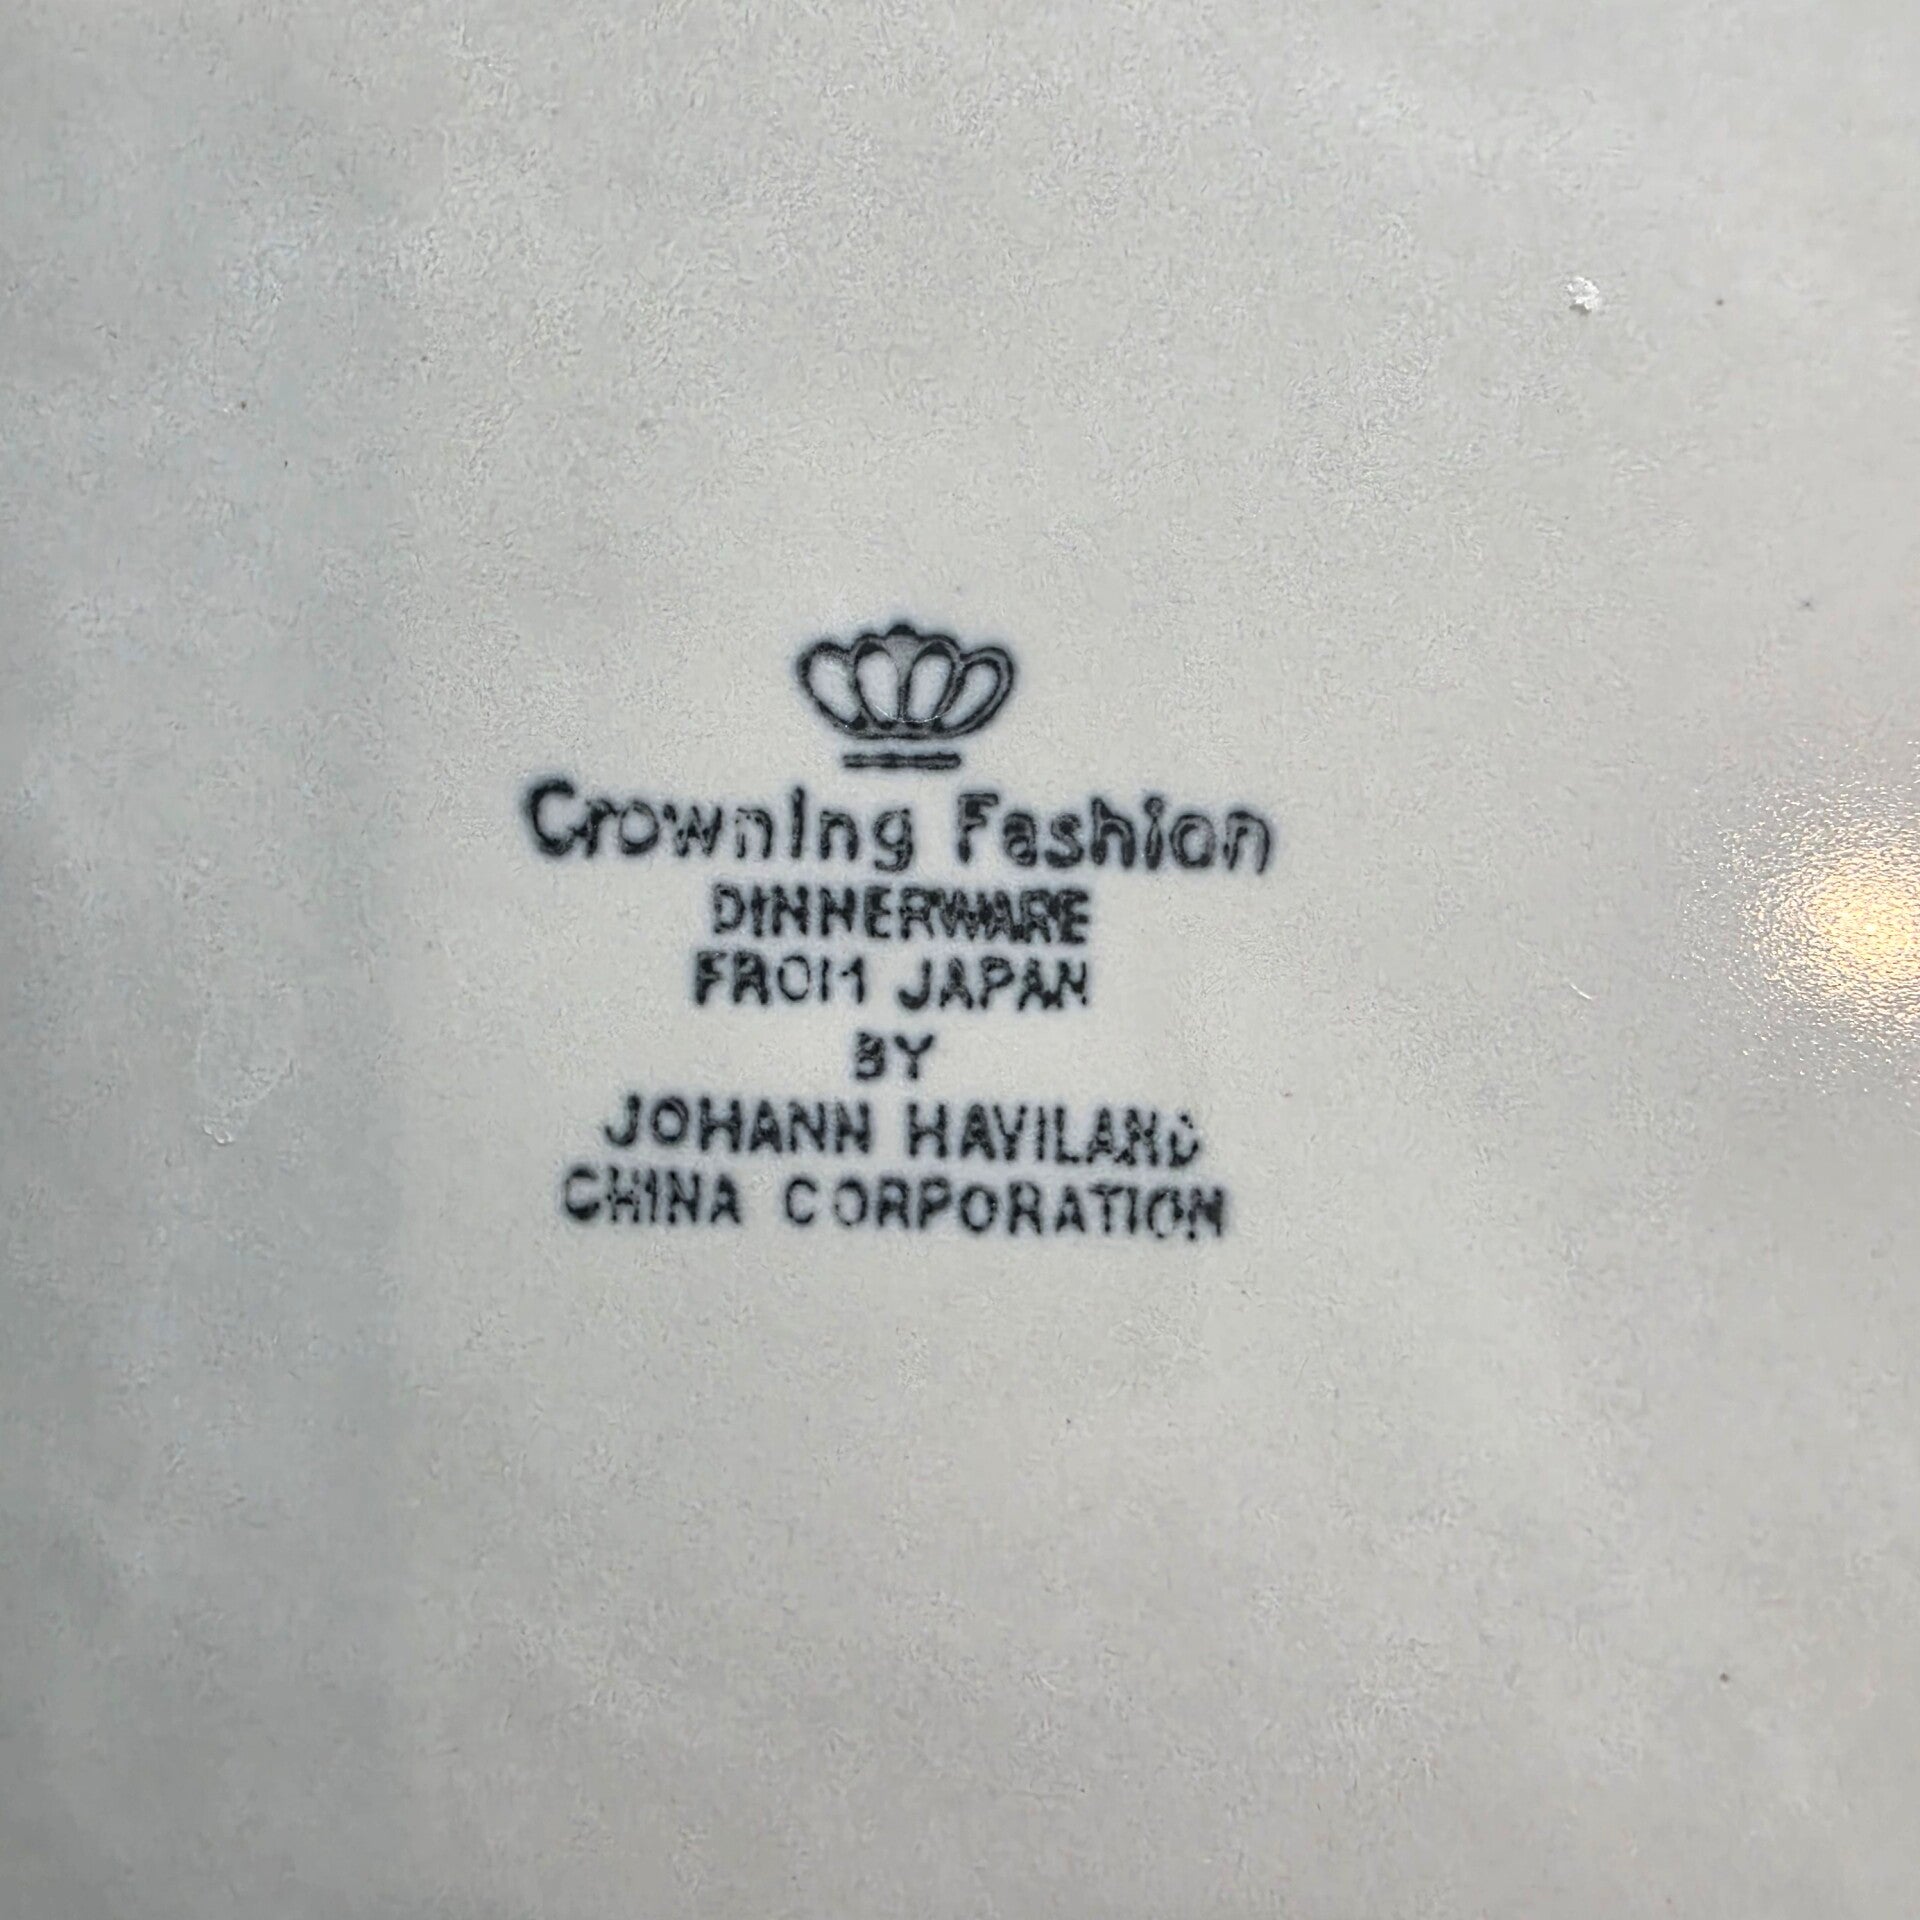 Crowning Fashion
DINNERWARE
FROM JAPAN
BY
JOHANN HAVILAND
CHINA CORPORATION